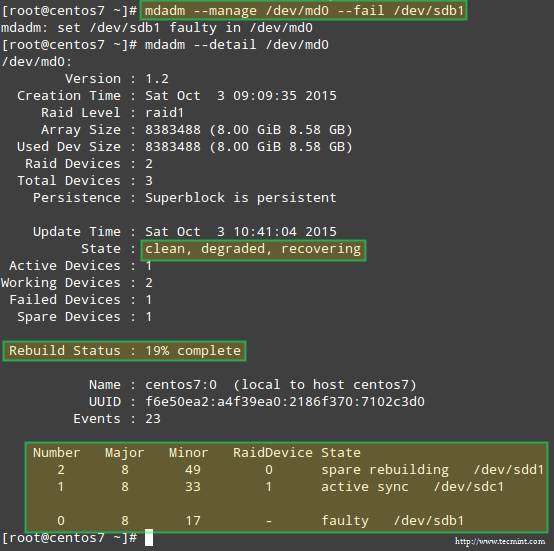 [root@centos7 ~]# mdadm --manage /dev/md0 --fail /dev/sdb1
mdadm: set /dev/sdb1 faulty in /dev/md0
[root@centos7 ~]# mdadm --detail /dev/md0
/dev/md0:
Version : 1.2
Creation Time : Sat Oct  3 09:09:35 2015
Raid Level : raid1
Array Size : 8383488 (8.00 GiB 8.58 GB)
Used Dev Size : 8383488 (8.00 GiB 8.58 GB)
Raid Devices : 2
Total Devices : 3
Persistence : Superblock is persistent
Update Time : Sat Oct  3 10:41:04 2015
State : clean, degraded, recovering
Active Devices : 1
Working Devices : 2
Failed Devices : 1
Spare Devices : 1
Rebuild Status : 19% complete
Name : centos7:0  (local to host centos7)
UUID : f6e50ea2:a4f39ea0:2186f370:7102c3d0
Events : 23
Number   Major   Minor   RaidDevice State
2       8       49        0      spare rebuilding   /dev/sdd1
1       8       33        1      active sync   /dev/sdc1
0       8       17        -      faulty   /dev/sdb1
[root@centos7 ~]#
http://www.tecmint.com